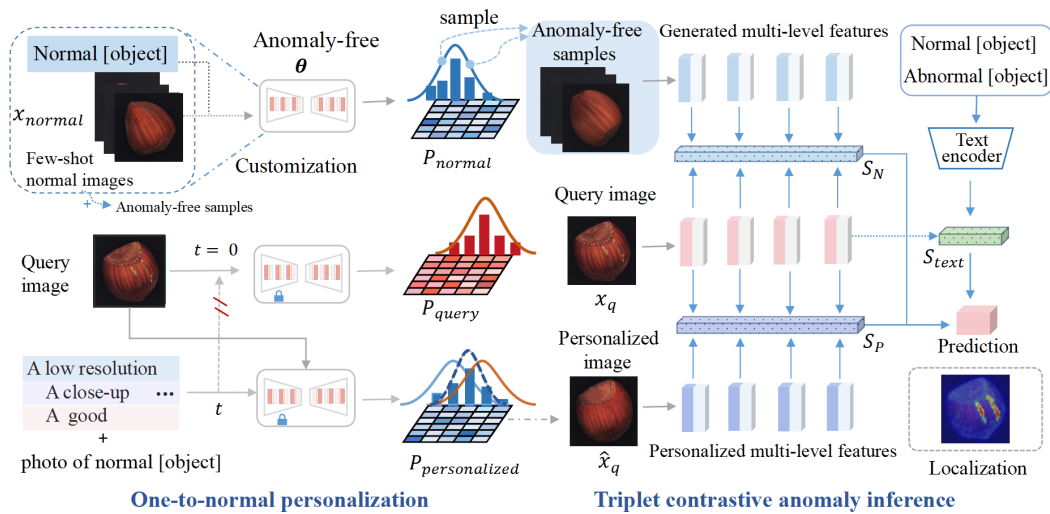 Normal [object]
x_normal
Few-shot
normal images
+
Anomaly-free samples
Anomaly-free
θ
Customization
sample
P_normal
Anomaly-free
samples
Generated multi-level features
Normal [object]
Abnormal [object]
Text
encoder
S_N
Query
image
t = 0
P_query
Query image
x_q
S_text
S_P
Prediction
A low resolution
A close-up
...
A good
+
photo of normal [object]
t
P_personalized
Personalized
image
x̂_q
Personalized multi-level features
Localization
One-to-normal personalization
Triplet contrastive anomaly inference